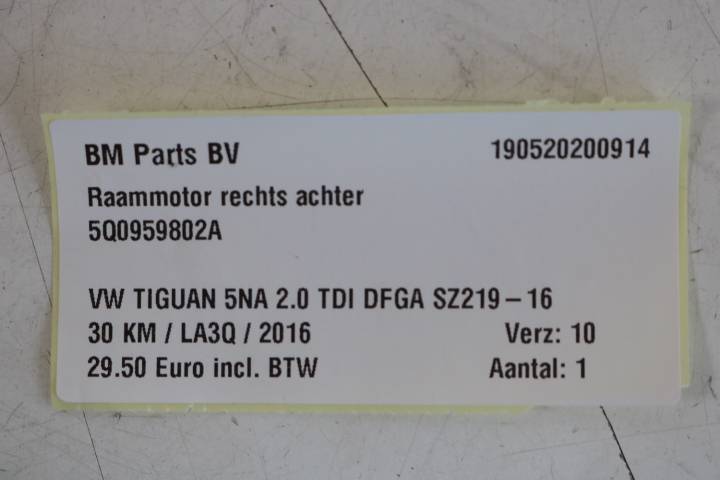 BM Parts BV 190520200914
Raammotor rechts achter
5Q0959802A
VW TIGUAN 5NA 2.0 TDI DFGA SZ219-16
30 KM / LA3Q / 2016 Verz: 10
29.50 Euro incl. BTW Aantal: 1